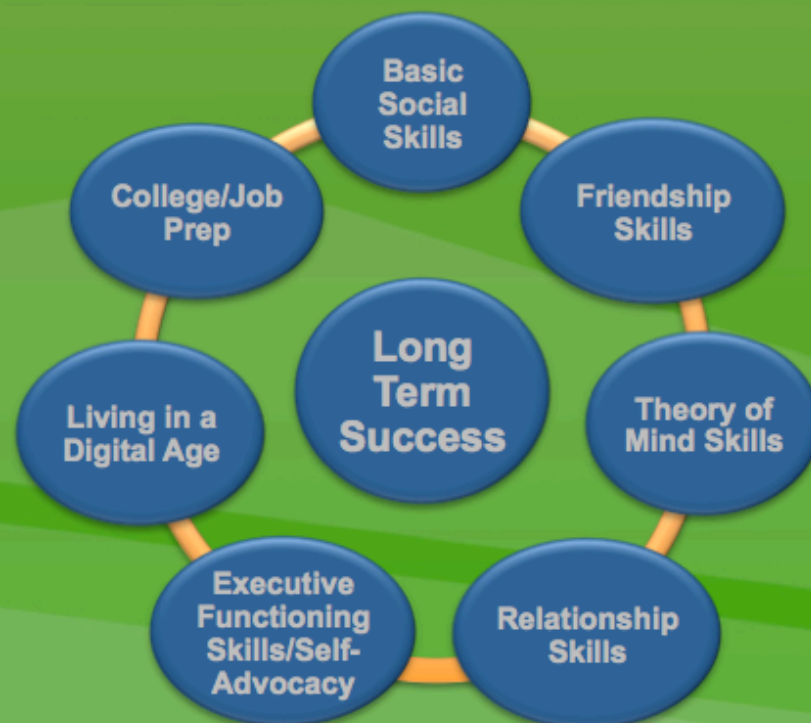 Basic
Social
Skills
Friendship
Skills
Theory of
Mind Skills
Relationship
Skills
Executive
Functioning
Skills/Self-
Advocacy
Living in a
Digital Age
College/Job
Prep
Long
Term
Success